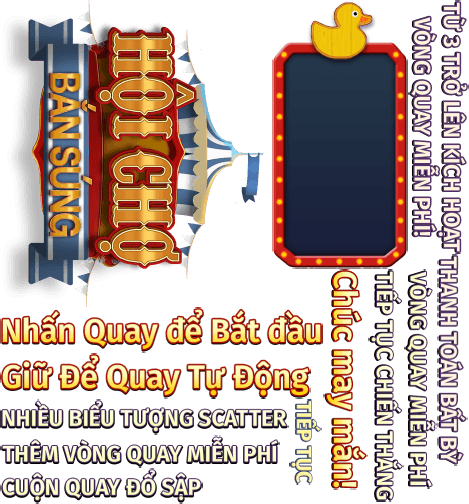 HỘI CHỢ
BẮN SÚNG
TỪ 3 TRỞ LÊN KÍCH HOẠT THANH TOÁN BẤT KỲ
VÒNG QUAY MIỄN PHÍ!
VÒNG QUAY MIỄN PHÍ
TIẾP TỤC CHIẾN THẮNG
Chúc may mắn!
TIẾP TỤC
Nhấn Quay để Bắt đầu
Giữ Để Quay Tự Động
NHIỀU BIỂU TƯỢNG SCATTER
THÊM VÒNG QUAY MIỄN PHÍ
CUỘN QUAY ĐỔ SẬP